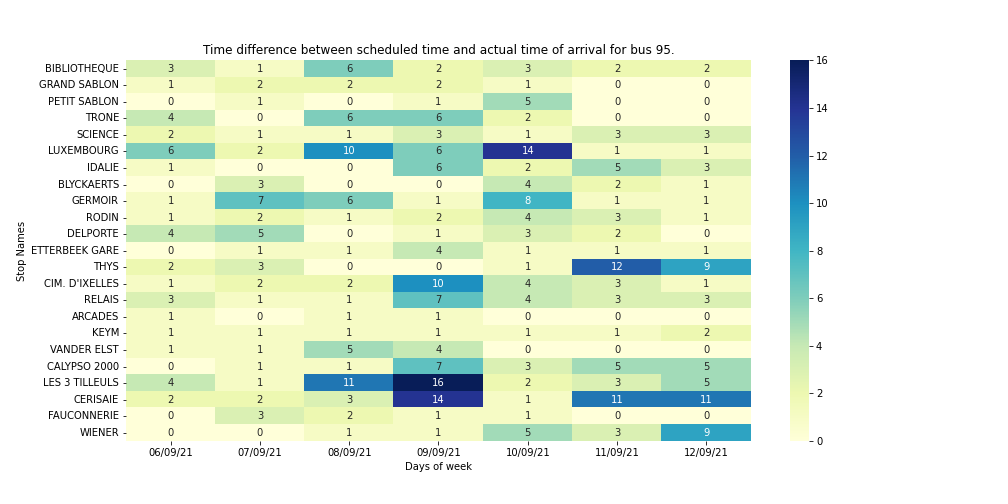 Time difference between scheduled time and actual time of arrival for bus 95.
Stop Names
BIBLIOTHEQUE 3 1 6 2 3 2 2
GRAND SABLON 1 2 2 2 1 0 0
PETIT SABLON 0 1 0 1 5 0 0
TRONE 4 0 6 6 2 0 0
SCIENCE 2 1 1 3 1 3 3
LUXEMBOURG 6 2 10 6 14 1 1
IDALIE 1 0 0 6 2 5 3
BLYCKAERTS 0 3 0 0 4 2 1
GERMOIR 1 7 6 1 8 1 1
RODIN 1 2 1 2 4 3 1
DELPORTE 4 5 0 1 3 2 0
ETTERBEEK GARE 0 1 1 4 1 1 1
THYS 2 3 0 0 1 12 9
CIM. D'IXELLES 1 2 2 10 4 3 1
RELAIS 3 1 1 7 4 3 3
ARCADES 1 0 1 1 0 0 0
KEYM 1 1 1 1 1 1 2
VANDER ELST 1 1 5 4 0 0 0
CALYPSO 2000 0 1 1 7 3 5 5
LES 3 TILLEULS 4 1 11 16 2 3 5
CERISAIE 2 2 3 14 1 11 11
FAUCONNERIE 0 3 2 1 1 0 0
WIENER 0 0 1 1 5 3 9
06/09/21 07/09/21 08/09/21 09/09/21 10/09/21 11/09/21 12/09/21
Days of week
16
14
12
10
8
6
4
2
0